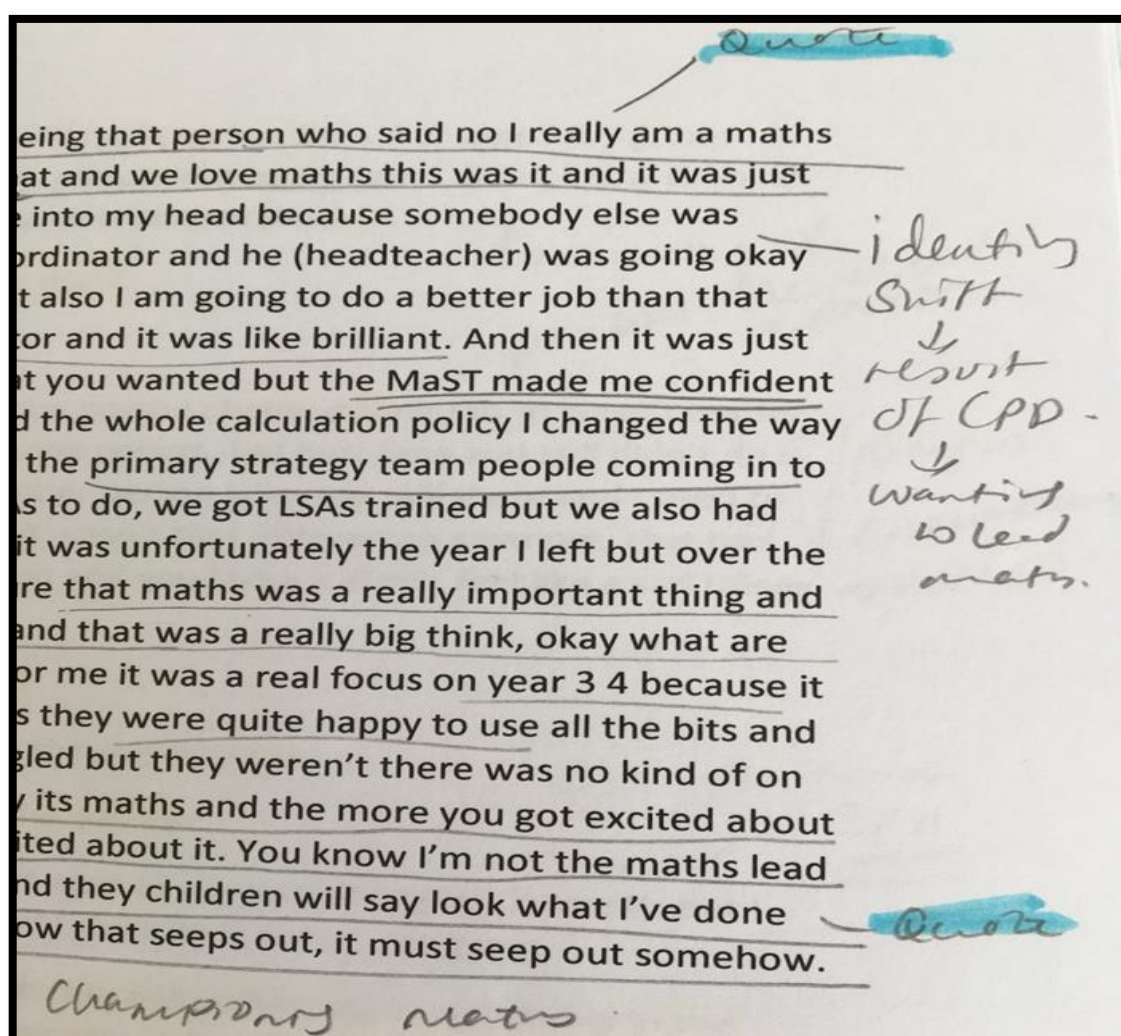 Quote
eing that person who said no I really am a maths
at and we love maths this was it and it was just
into my head because somebody else was
ordinator and he (headteacher) was going okay
t also I am going to do a better job than that
or and it was like brilliant. And then it was just
t you wanted but the MaST made me confident
d the whole calculation policy I changed the way
the primary strategy team people coming in to
s to do, we got LSAs trained but we also had
it was unfortunately the year I left but over the
re that maths was a really important thing and
and that was a really big think, okay what are
or me it was a real focus on year 3 4 because it
s they were quite happy to use all the bits and
gled but they weren't there was no kind of on
its maths and the more you got excited about
ited about it. You know I'm not the maths lead
nd they children will say look what I've done
ow that seeps out, it must seep out somehow.
identity
shift
↓
result
of CPD.
↓
wanting
to lead
maths.
Quote
Champions maths